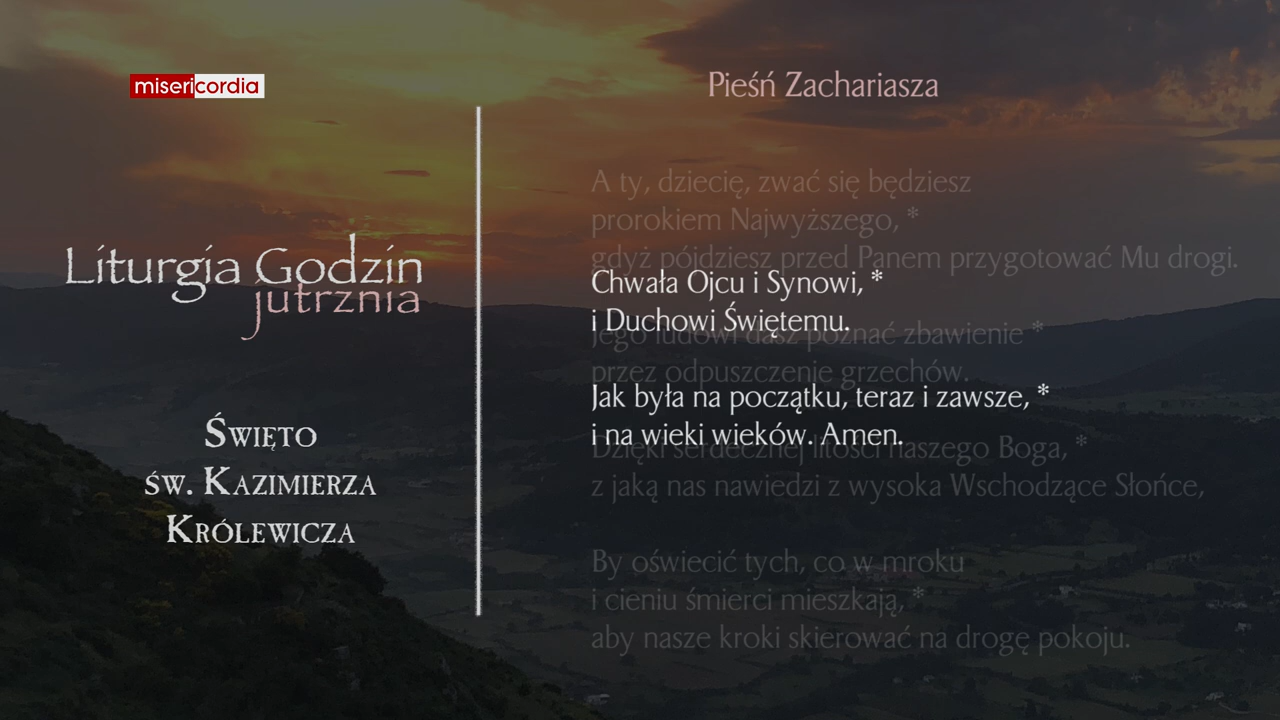 misericordia
Liturgia Godzin
jutrznia
Święto
św. Kazimierza
Królewicza
Pieśń Zachariasza
A ty, dziecię, zwać się będziesz
prorokiem Najwyższego, *
gdyż pójdziesz przed Panem przygotować Mu drogi.
Chwała Ojcu i Synowi, *
i Duchowi Świętemu.
Jego ludowi dasz poznać zbawienie *
przez odpuszczenie grzechów.
Jak była na początku, teraz i zawsze, *
i na wieki wieków. Amen.
Dzięki serdecznej litości naszego Boga, *
z jaką nas nawiedzi z wysoka Wschodzące Słońce,
By oświecić tych, co w mroku
i cieniu śmierci mieszkają, *
aby nasze kroki skierować na drogę pokoju.